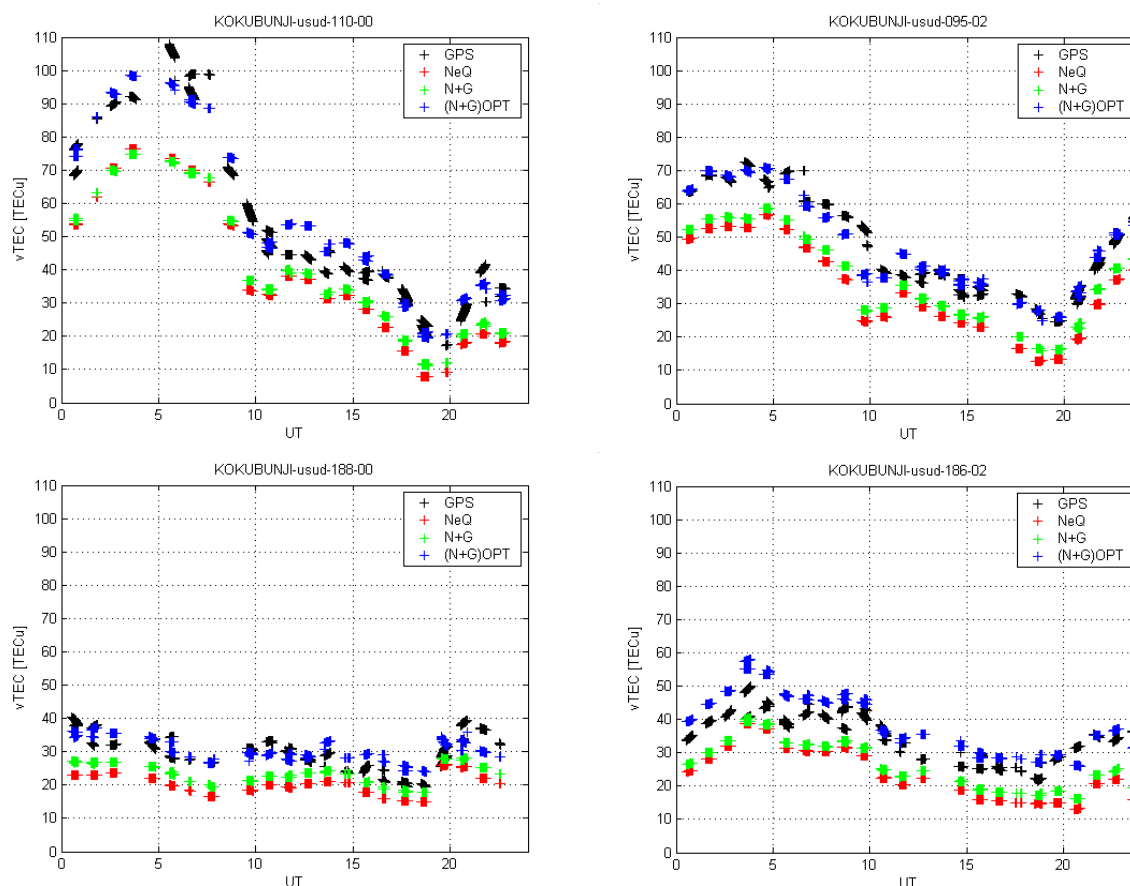 KOKUBUNJI-usud-110-00
110
100
90
80
70
60
50
40
30
20
10
0
vTEC [TECu]
GPS
NeQ
N+G
(N+G)OPT
0 5 10 15 20
UT
KOKUBUNJI-usud-095-02
110
100
90
80
70
60
50
40
30
20
10
0
vTEC [TECu]
GPS
NeQ
N+G
(N+G)OPT
0 5 10 15 20
UT
KOKUBUNJI-usud-188-00
110
100
90
80
70
60
50
40
30
20
10
0
vTEC [TECu]
GPS
NeQ
N+G
(N+G)OPT
0 5 10 15 20
UT
KOKUBUNJI-usud-186-02
110
100
90
80
70
60
50
40
30
20
10
0
vTEC [TECu]
GPS
NeQ
N+G
(N+G)OPT
0 5 10 15 20
UT